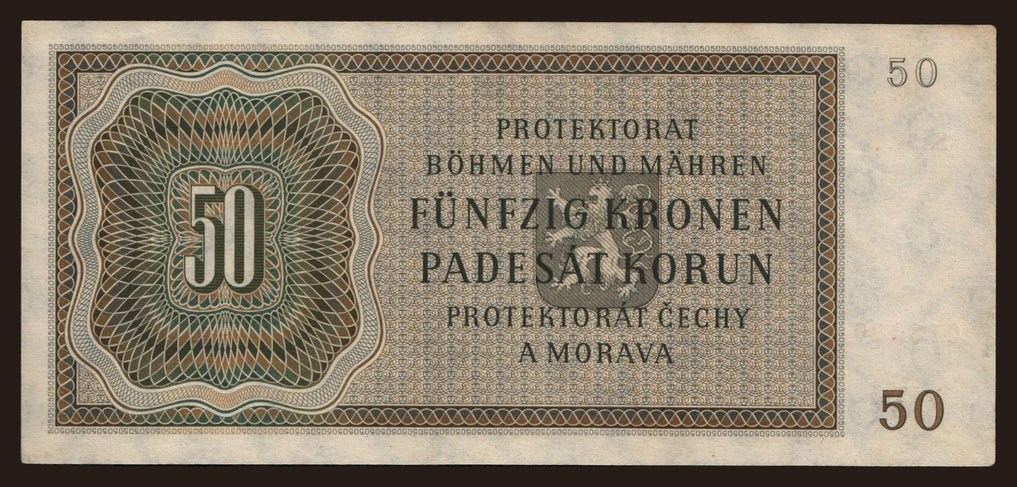 50
PROTEKTORAT
BÖHMEN UND MÄHREN
FÜNFZIG KRONEN
PADESÁT KORUN
PROTEKTORÁT ČECHY
A MORAVA
50
50